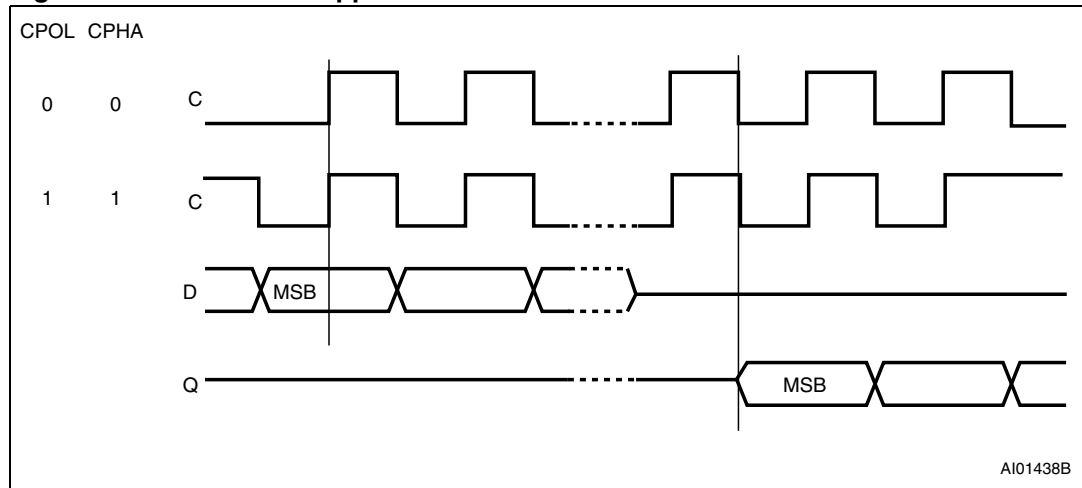 CPOL CPHA
0 0 C
1 1 C
D MSB
Q MSB
AI01438B